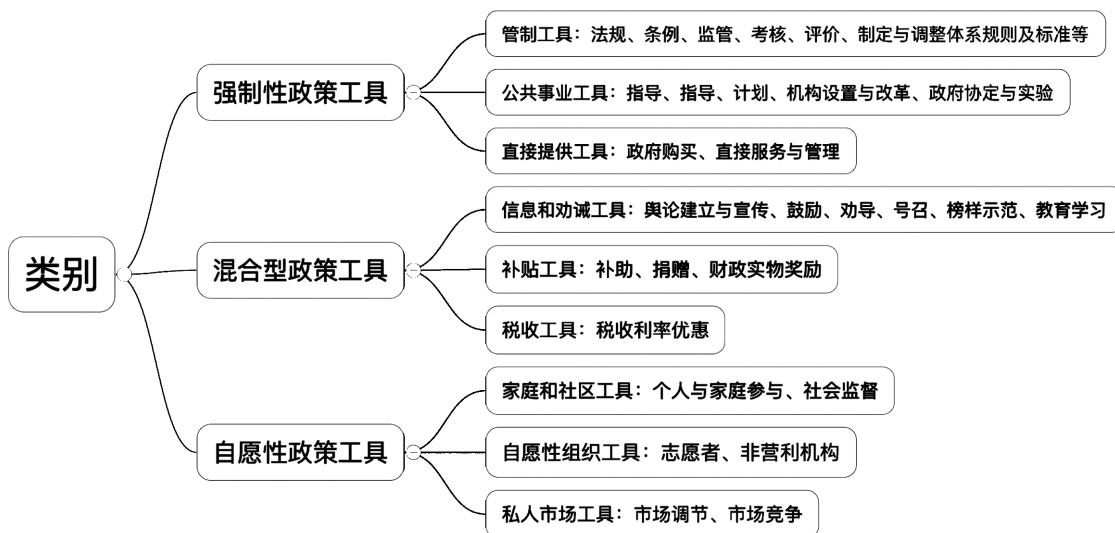 类别
强制性政策工具
管制工具：法规、条例、监管、考核、评价、制定与调整体系规则及标准等
公共事业工具：指导、指导、计划、机构设置与改革、政府协定与实验
直接提供工具：政府购买、直接服务与管理
混合型政策工具
信息和劝诫工具：舆论建立与宣传、鼓励、劝导、号召、榜样示范、教育学习
补贴工具：补助、捐赠、财政实物奖励
税收工具：税收利率优惠
自愿性政策工具
家庭和社区工具：个人与家庭参与、社会监督
自愿性组织工具：志愿者、非营利机构
私人市场工具：市场调节、市场竞争